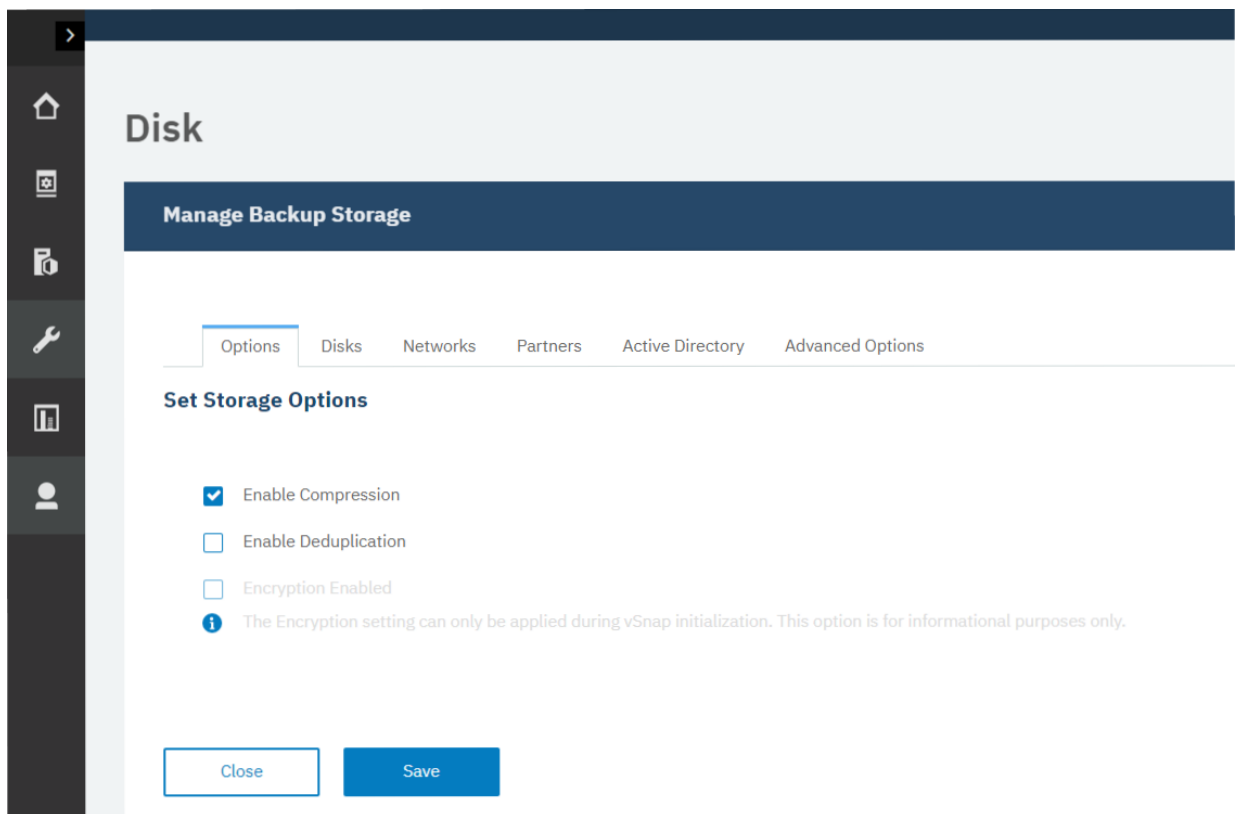 Disk
Manage Backup Storage
Options Disks Networks Partners Active Directory Advanced Options
Set Storage Options
Enable Compression
Enable Deduplication
Encryption Enabled
The Encryption setting can only be applied during vSnap initialization. This option is for informational purposes only.
Close Save